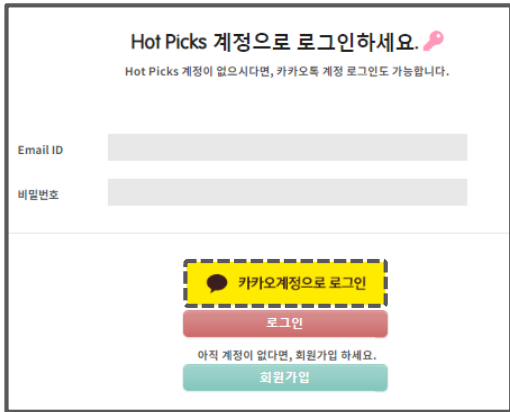 Hot Picks 계정으로 로그인하세요.
Hot Picks 계정이 없으시다면, 카카오톡 계정 로그인도 가능합니다.
Email ID
비밀번호
카카오계정으로 로그인
로그인
아직 계정이 없다면, 회원가입 하세요.
회원가입